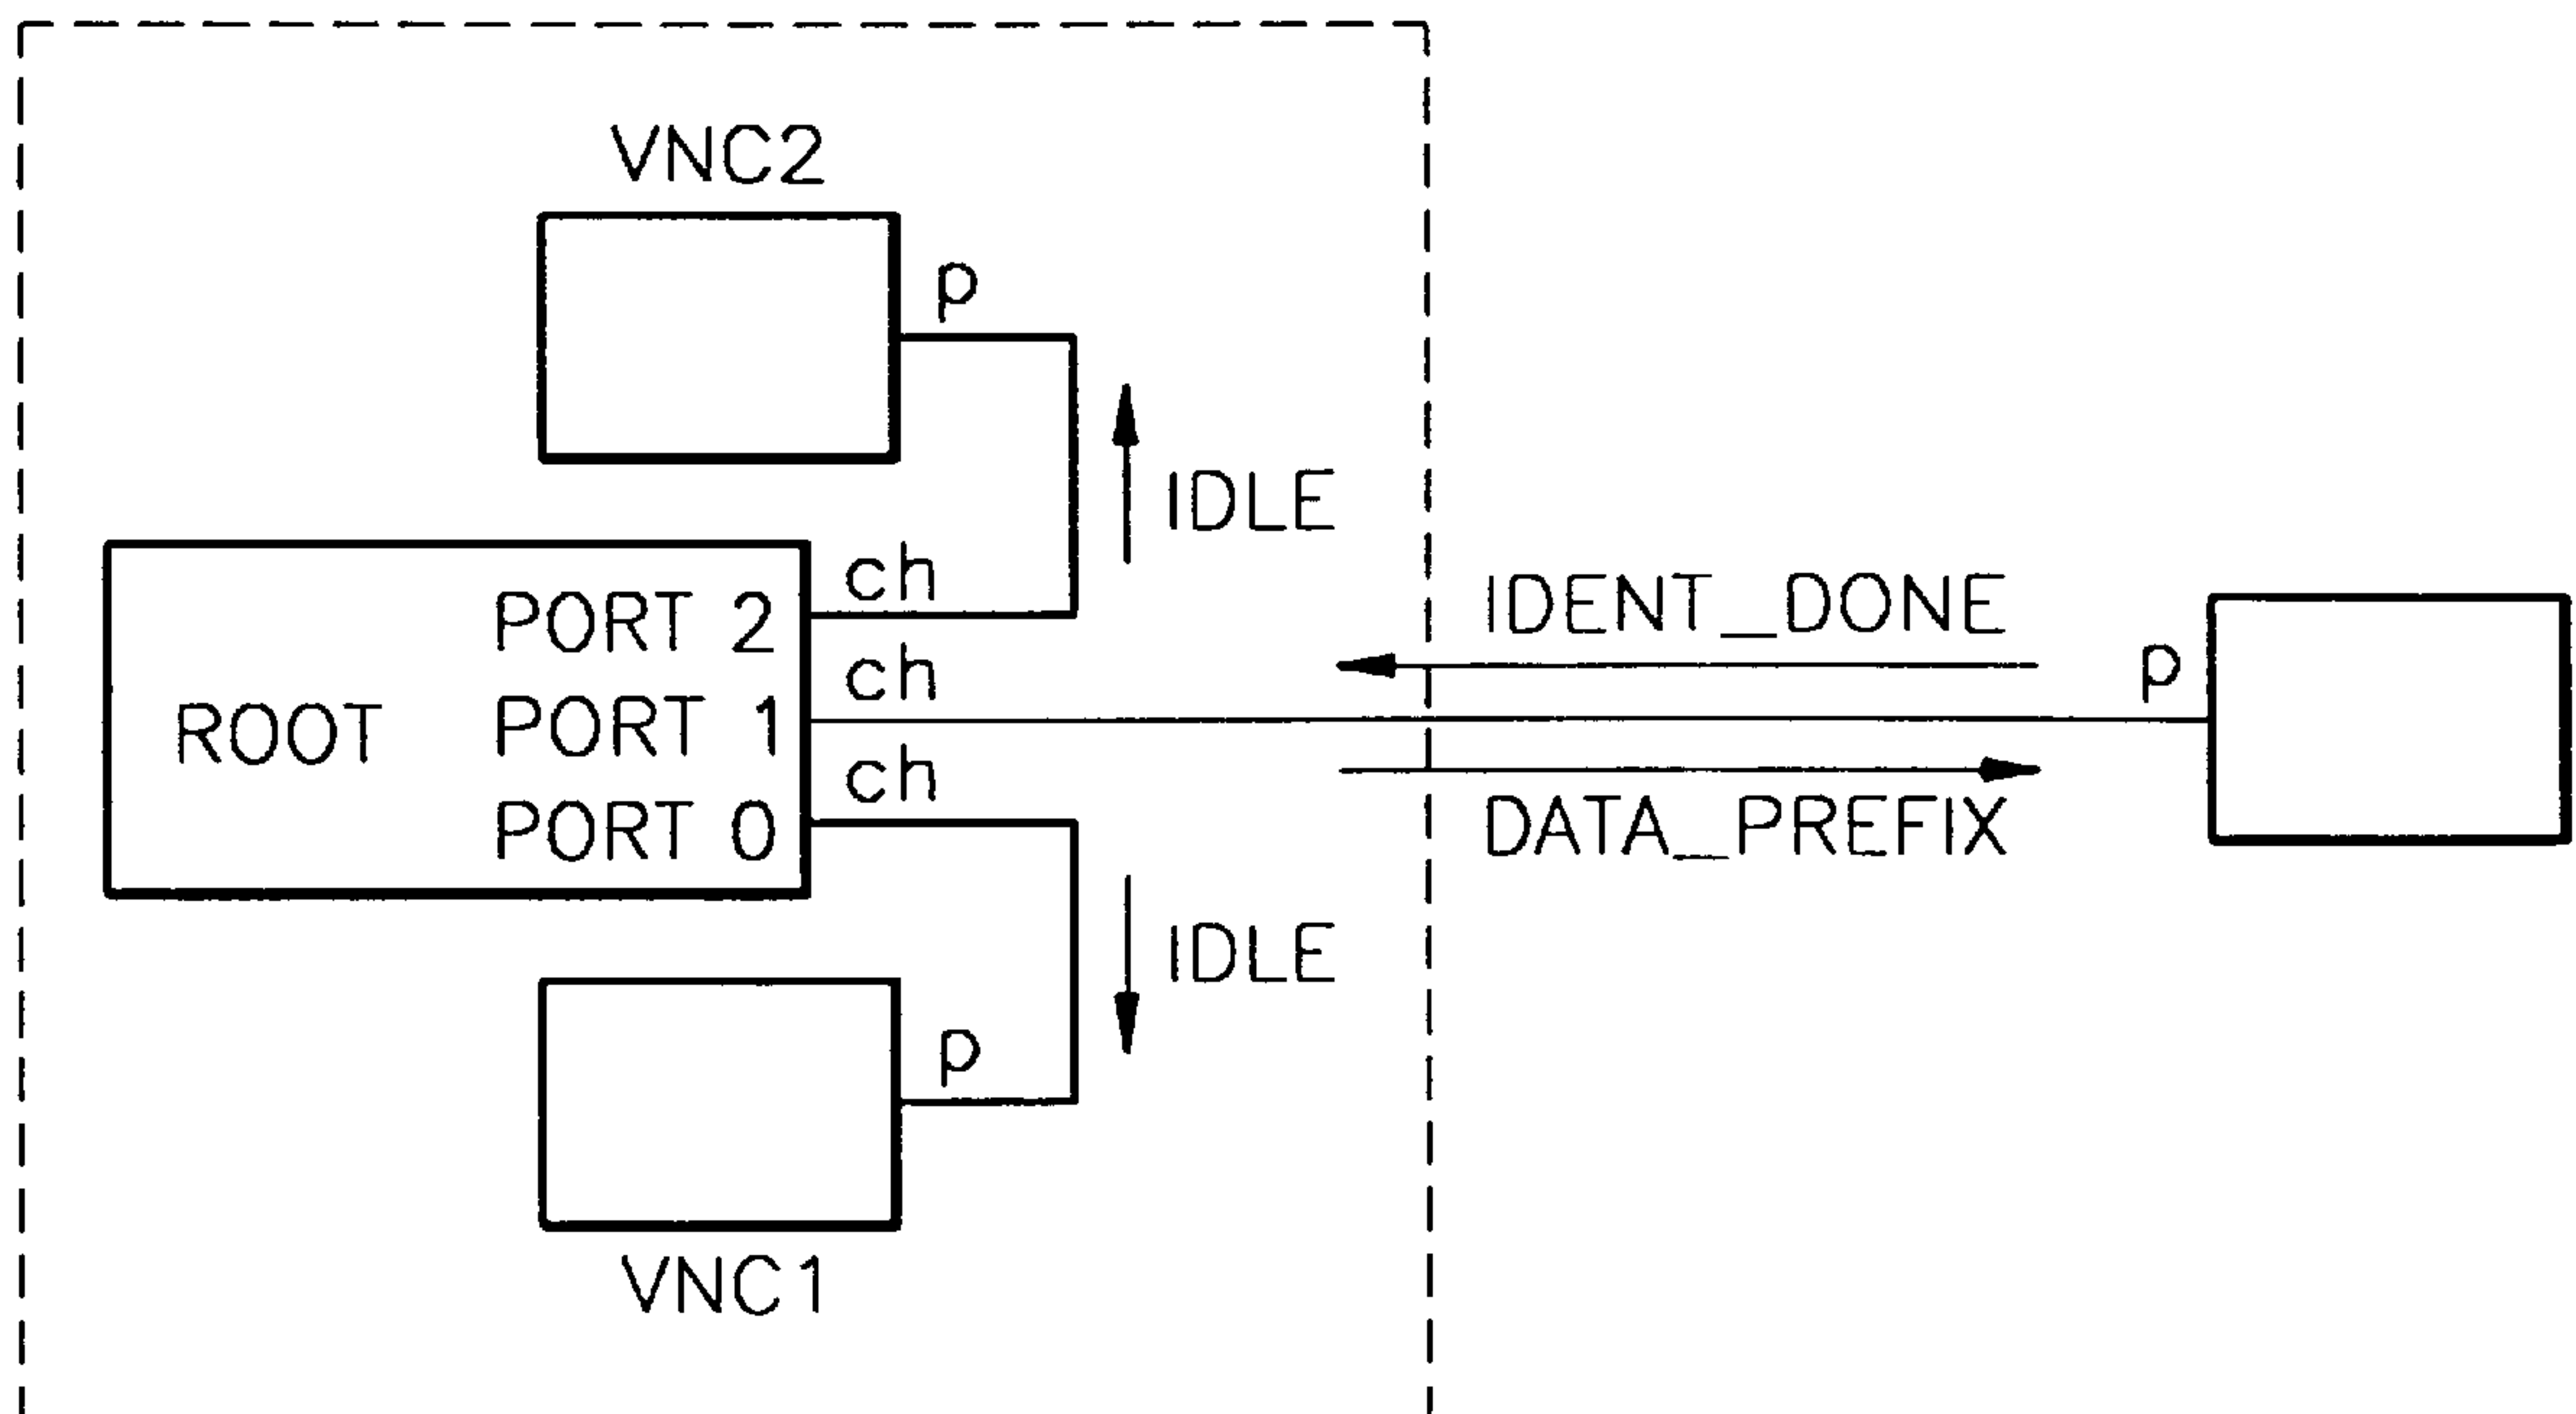 VNC2
p
IDLE
ch
PORT 2
IDENT_DONE
ch
p
ROOT PORT 1
ch
PORT 0
DATA_PREFIX
IDLE
p
VNC1